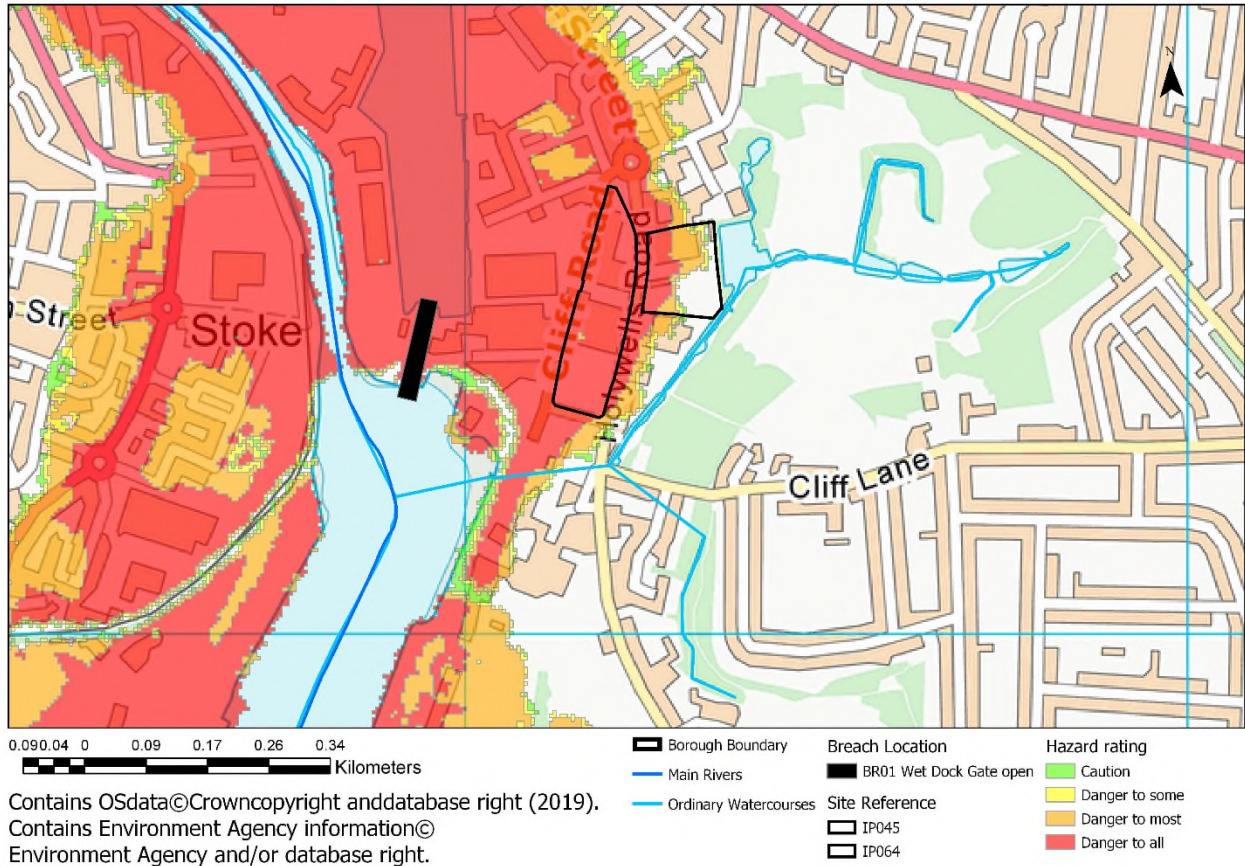 Street
N
Cliff Road
Hollywells Road
n Street
Stoke
Cliff Lane
0.090.04 0 0.09 0.17 0.26 0.34
Kilometers
Borough Boundary
Main Rivers
Ordinary Watercourses
Breach Location
BR01 Wet Dock Gate open
Site Reference
IP045
IP064
Hazard rating
Caution
Danger to some
Danger to most
Danger to all
Contains OSdata©Crowncopyright anddatabase right (2019).
Contains Environment Agency information©
Environment Agency and/or database right.